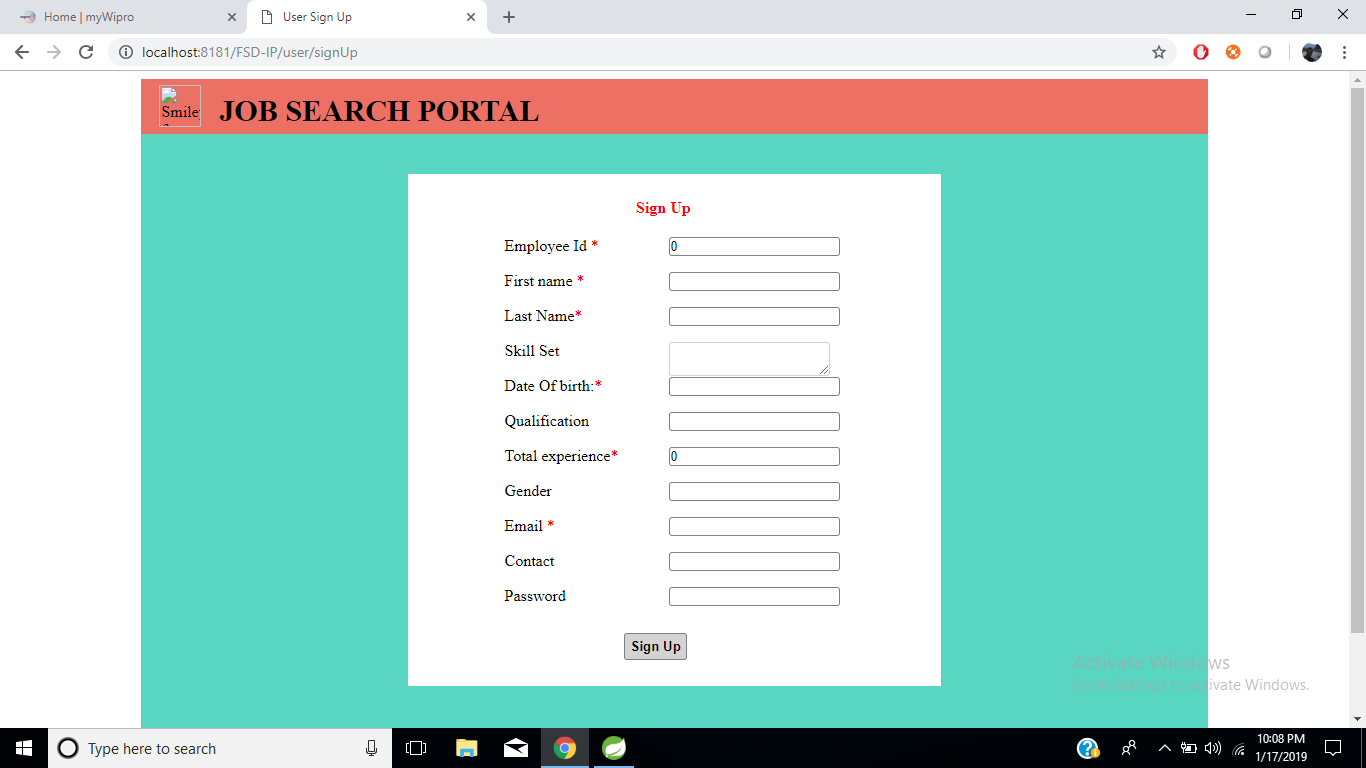 Home | myWipro
User Sign Up
localhost:8181/FSD-IP/user/signUp
Smile
JOB SEARCH PORTAL
Sign Up
Employee Id * 0
First name *
Last Name*
Skill Set
Date Of birth:*
Qualification
Total experience* 0
Gender
Email *
Contact
Password
Sign Up
Activate Windows
Go to Settings to activate Windows.
Type here to search
10:08 PM
1/17/2019